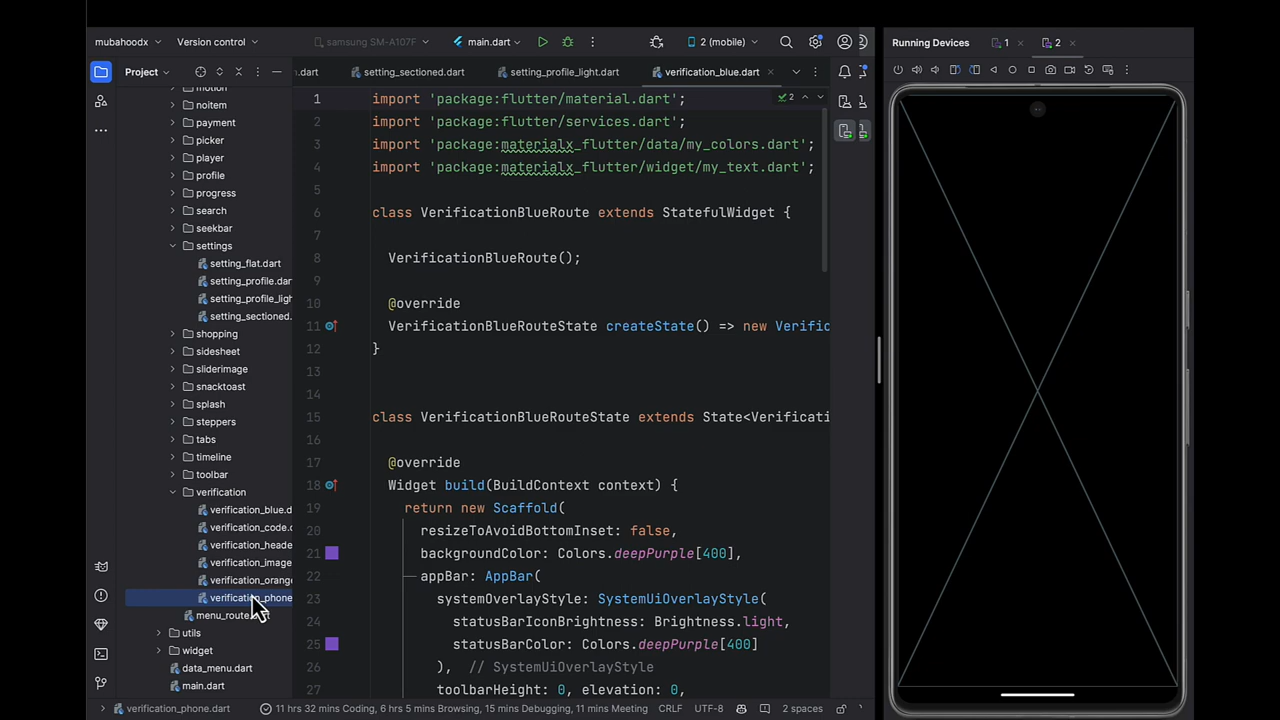 mubahoodx
Version control
samsung SM-A107F
main.dart
2 (mobile)
Running Devices
1
2
Project
n.dart
setting_sectioned.dart
setting_profile_light.dart
verification_blue.dart
noitem
payment
picker
player
profile
progress
search
seekbar
settings
setting_flat.dart
setting_profile.dar
setting_profile_ligh
setting_sectioned.
shopping
sidesheet
sliderimage
snacktoast
splash
steppers
tabs
timeline
toolbar
verification
verification_blue.d
verification_code.c
verification_heade
verification_image
verification_orange
verification_phone
utils
widget
data_menu.dart
main.dart
1 import 'package:flutter/material.dart';
2
2 import 'package:flutter/services.dart';
3 import 'package:materialx_flutter/data/my_colors.dart';
4 import 'package:materialx_flutter/widget/my_text.dart';
5
6 class VerificationBlueRoute extends StatefulWidget {
7
8 VerificationBlueRoute();
9
10 @override
11 VerificationBlueRouteState createState() => new Verific
12 }
13
14
15 class VerificationBlueRouteState extends State<Verificati
16
17 @override
18 Widget build(BuildContext context) {
19 return new Scaffold(
20 resizeToAvoidBottomInset: false,
21 backgroundColor: Colors.deepPurple[400],
22 appBar: AppBar(
23 systemOverlayStyle: SystemUiOverlayStyle(
24 statusBarIconBrightness: Brightness.light,
25 statusBarColor: Colors.deepPurple[400]
26 ), // SystemUiOverlayStyle
27 toolbarHeight: 0, elevation: 0,
verification_phone.dart
11 hrs 32 mins Coding, 6 hrs 5 mins Browsing, 15 mins Debugging, 11 mins Meeting
CRLF
UTF-8
2 spaces